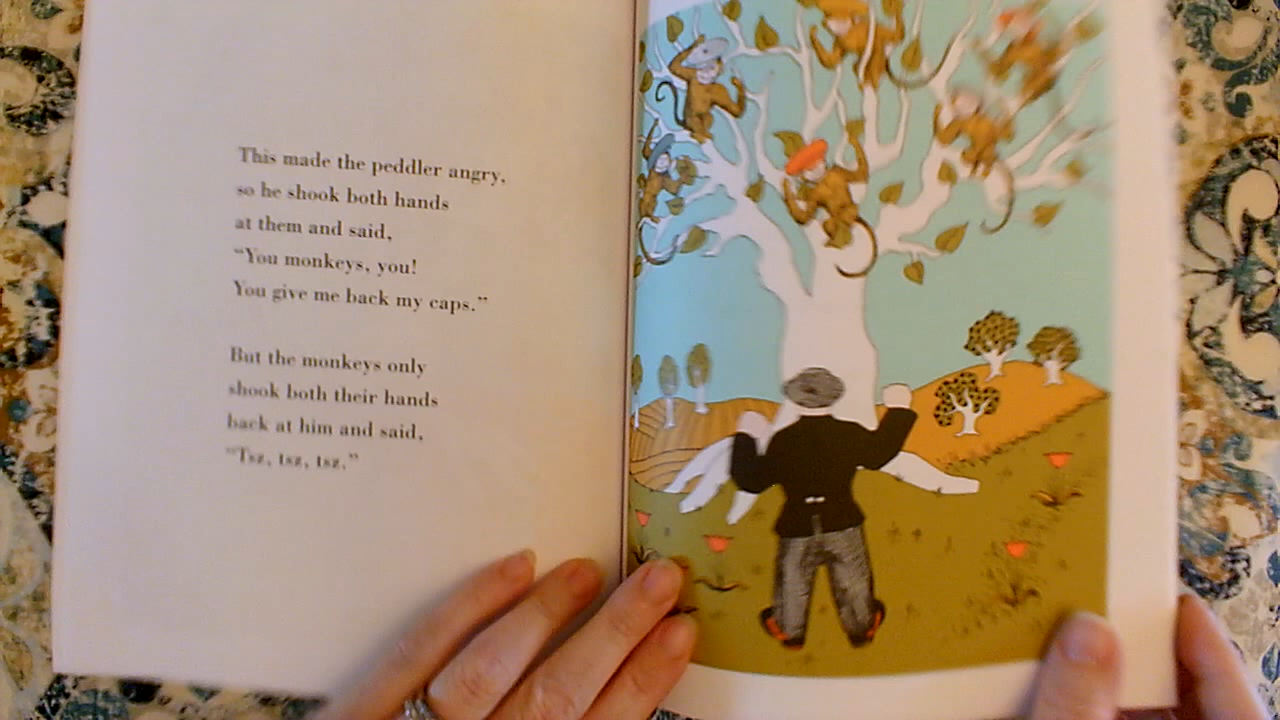 This made the peddler angry,
so he shook both hands
at them and said,
“You monkeys, you!
You give me back my caps.”
But the monkeys only
shook both their hands
back at him and said,
“Tsz, tsz, tsz.”